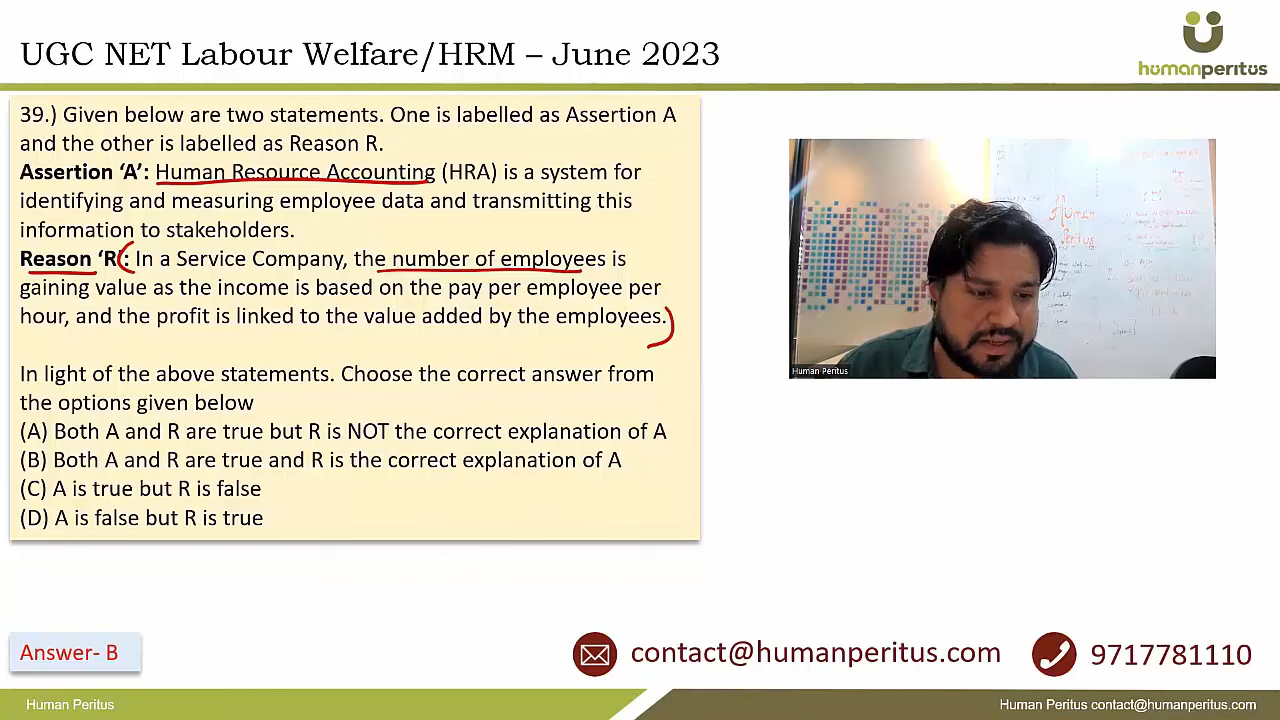 UGC NET Labour Welfare/HRM – June 2023
humanperitus
39.) Given below are two statements. One is labelled as Assertion A
and the other is labelled as Reason R.
Assertion ‘A’: Human Resource Accounting (HRA) is a system for
identifying and measuring employee data and transmitting this
information to stakeholders.
Reason ‘R’: In a Service Company, the number of employees is
gaining value as the income is based on the pay per employee per
hour, and the profit is linked to the value added by the employees.
In light of the above statements. Choose the correct answer from
the options given below
(A) Both A and R are true but R is NOT the correct explanation of A
(B) Both A and R are true and R is the correct explanation of A
(C) A is true but R is false
(D) A is false but R is true
Human
Peritus
Human Peritus
Answer- B
contact@humanperitus.com
9717781110
Human Peritus
Human Peritus contact@humanperitus.com